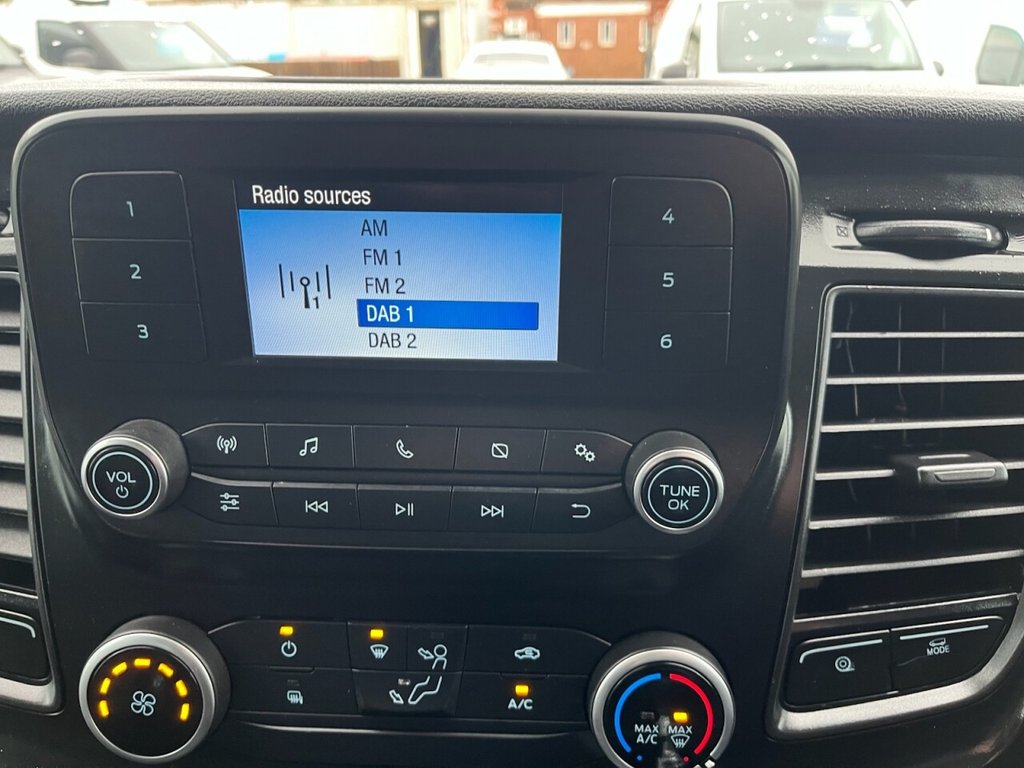 Radio sources
AM
FM 1
FM 2
DAB 1
DAB 2
1
1
2
3
4
5
6
VOL
TUNE
OK
MODE
A/C
MAX
A/C
MAX